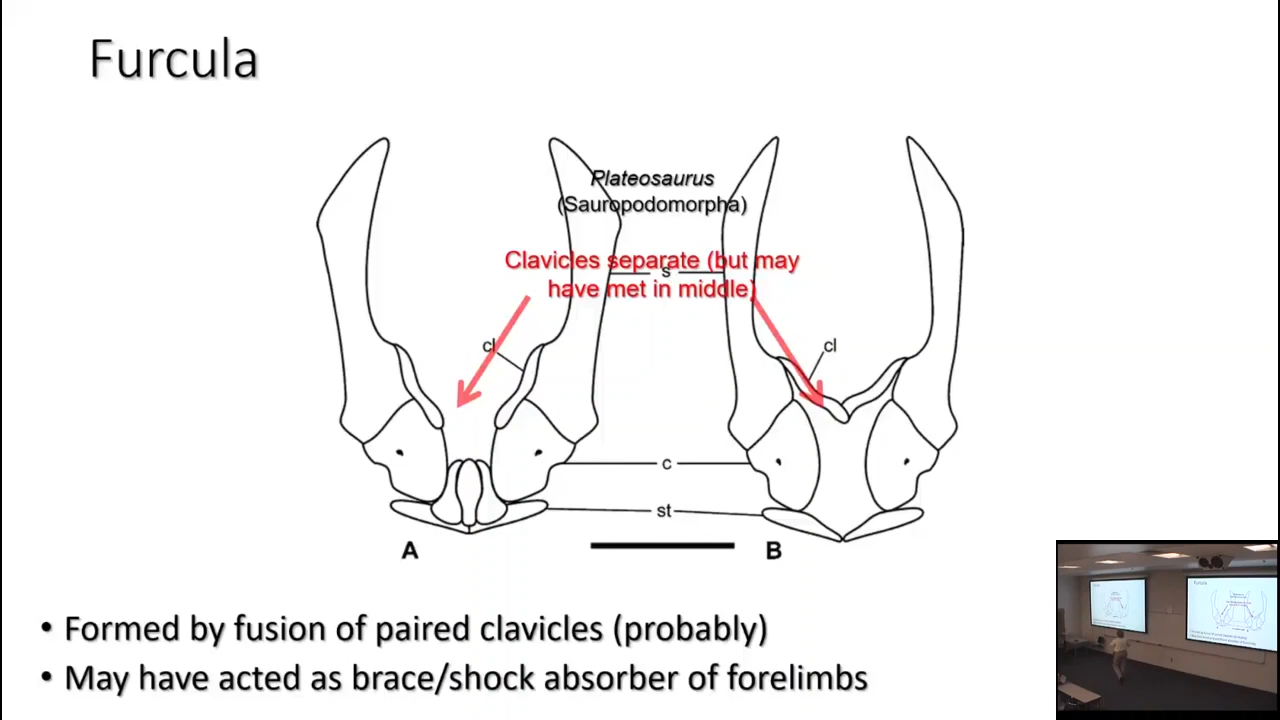 Furcula
Plateosaurus
(Sauropodomorpha)
Clavicles separate (but may
have met in middle)
s
cl
cl
c
st
A
B
• Formed by fusion of paired clavicles (probably)
• May have acted as brace/shock absorber of forelimbs
Furcula